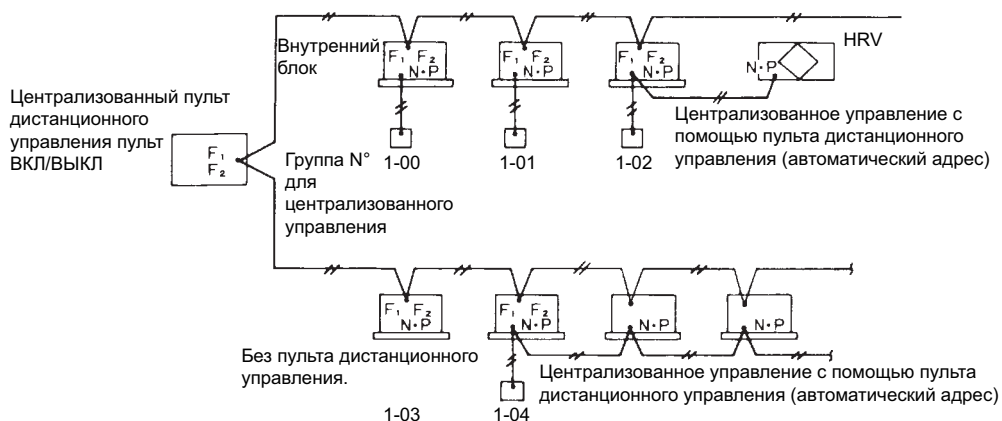 Внутренний
блок
F₁ F₂
N·P
F₁ F₂
N·P
F₁ F₂
N·P
N·P
HRV
Централизованный пульт
дистанционного
управления пульт
ВКЛ/ВЫКЛ
F₁
F₂
Группа N°
для
централизованного
управления
1-00
1-01
1-02
Централизованное управление с
помощью пульта дистанционного
управления (автоматический адрес)
F₁ F₂
N·P
F₁ F₂
N·P
N·P
N·P
Без пульта дистанционного
управления.
Централизованное управление с помощью пульта
дистанционного управления (автоматический адрес)
1-03
1-04